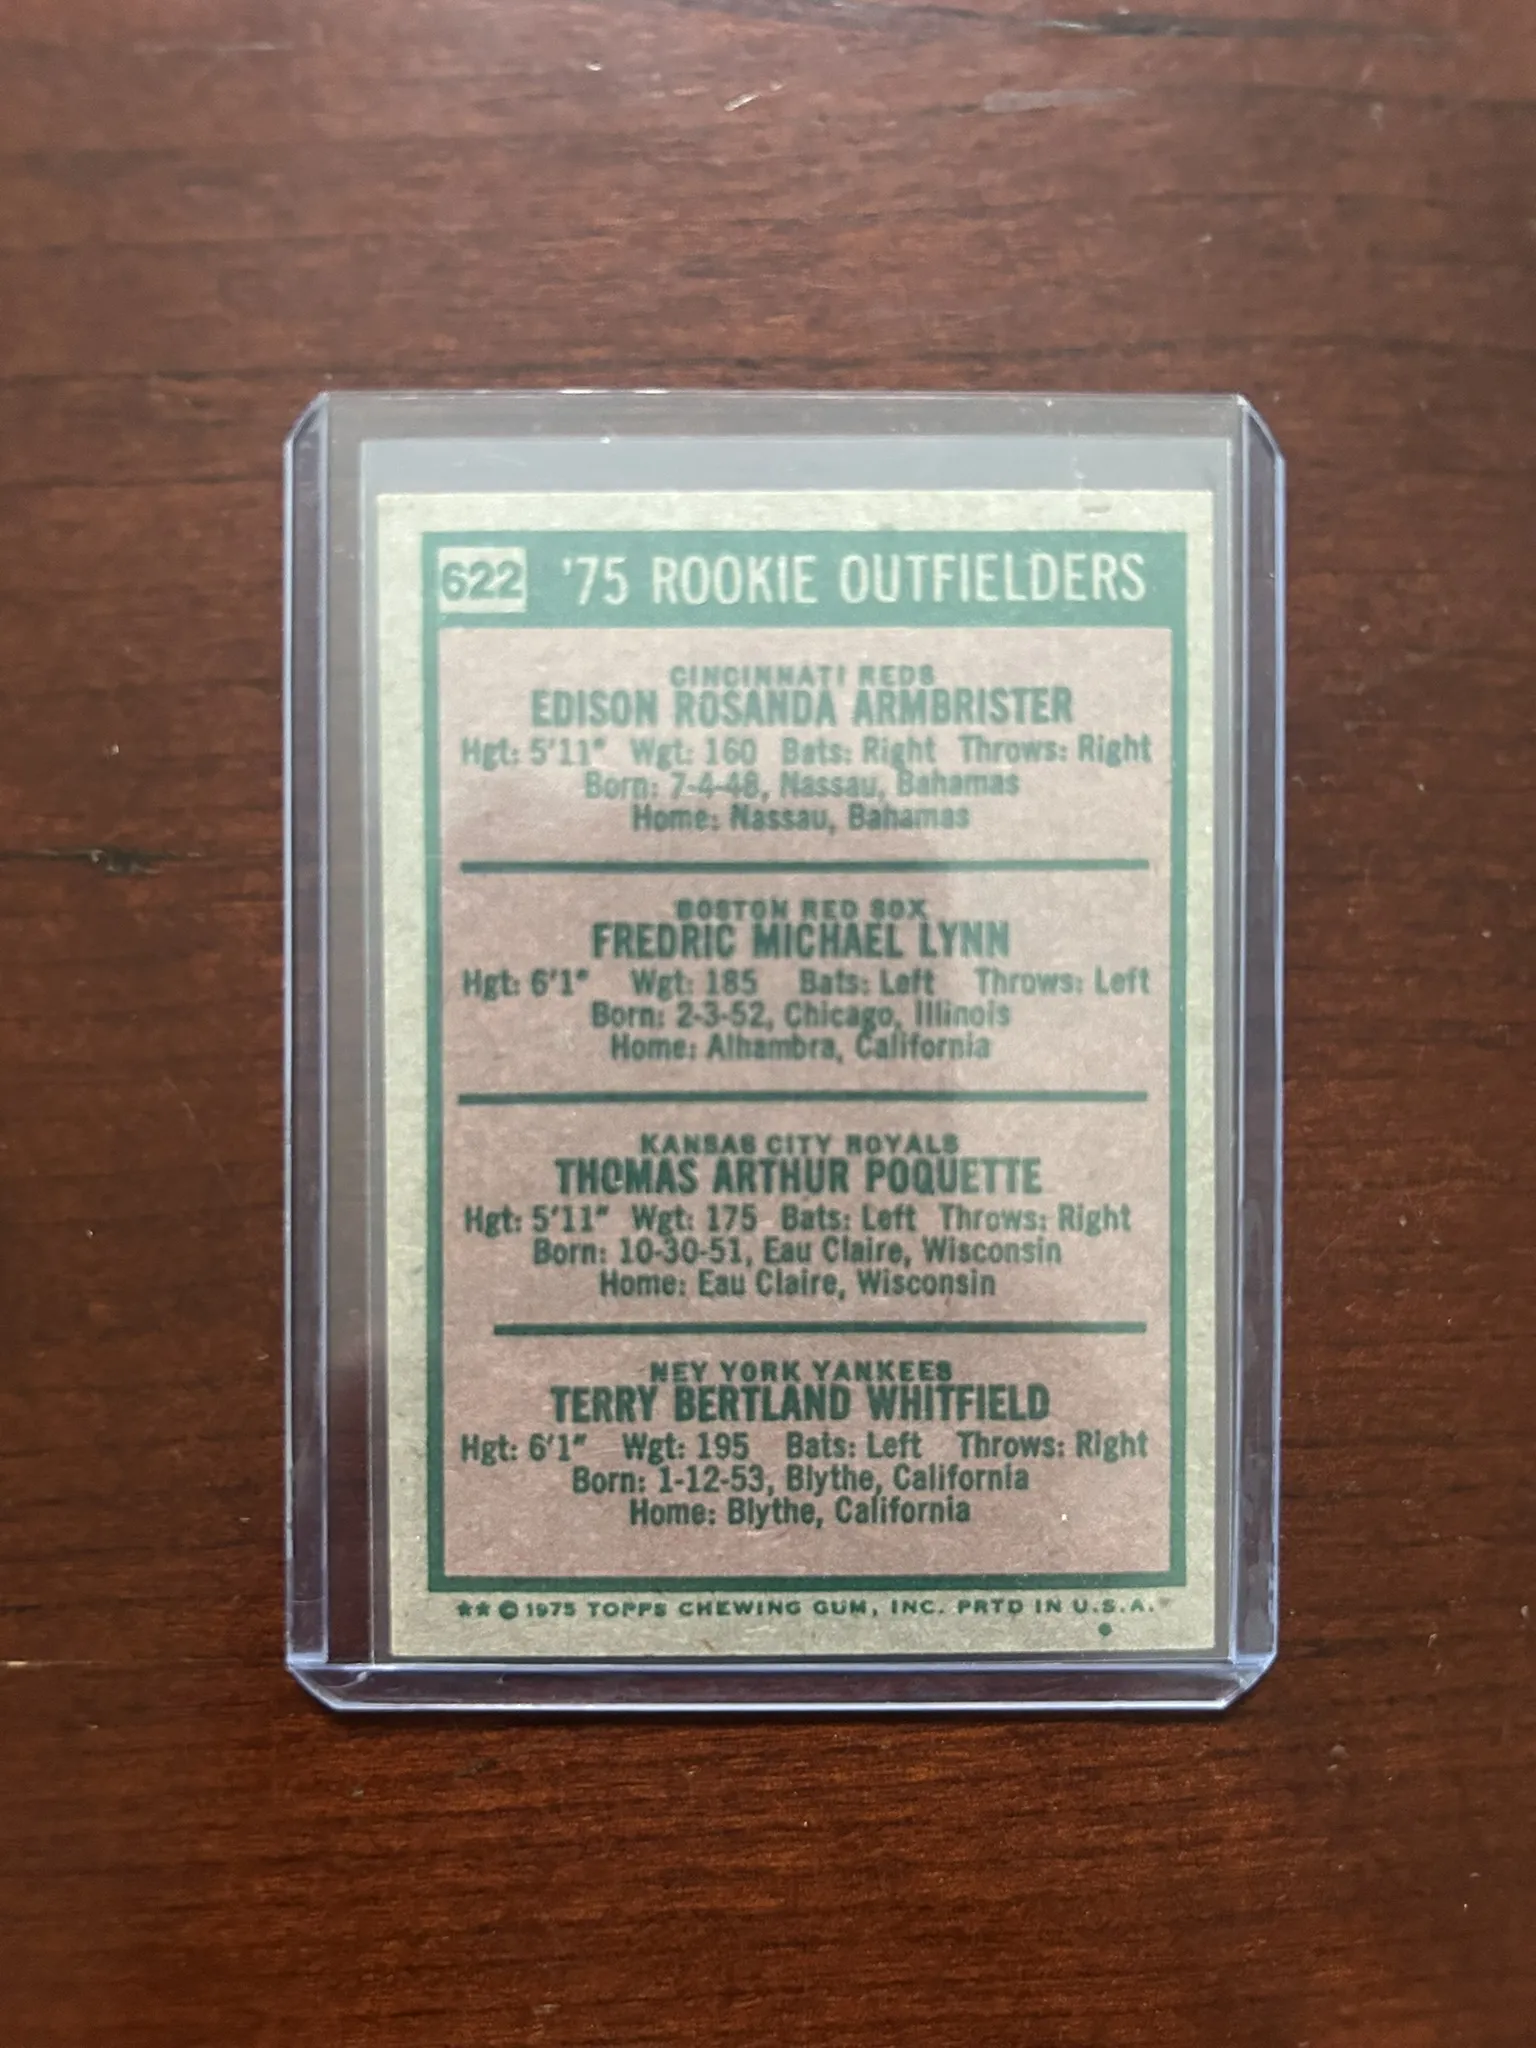 622 '75 ROOKIE OUTFIELDERS
CINCINNATI REDS
EDISON ROSANDA ARMBRISTER
Hgt: 5'11" Wgt: 160 Bats: Right Throws: Right
Born: 7-4-48, Nassau, Bahamas
Home: Nassau, Bahamas
BOSTON RED SOX
FREDRIC MICHAEL LYNN
Hgt: 6'1" Wgt: 185 Bats: Left Throws: Left
Born: 2-3-52, Chicago, Illinois
Home: Alhambra, California
KANSAS CITY ROYALS
THOMAS ARTHUR POQUETTE
Hgt: 5'11" Wgt: 175 Bats: Left Throws: Right
Born: 10-30-51, Eau Claire, Wisconsin
Home: Eau Claire, Wisconsin
NEY YORK YANKEES
TERRY BERTLAND WHITFIELD
Hgt: 6'1" Wgt: 195 Bats: Left Throws: Right
Born: 1-12-53, Blythe, California
Home: Blythe, California
** © 1975 TOPPS CHEWING GUM, INC. PRTD IN U.S.A.